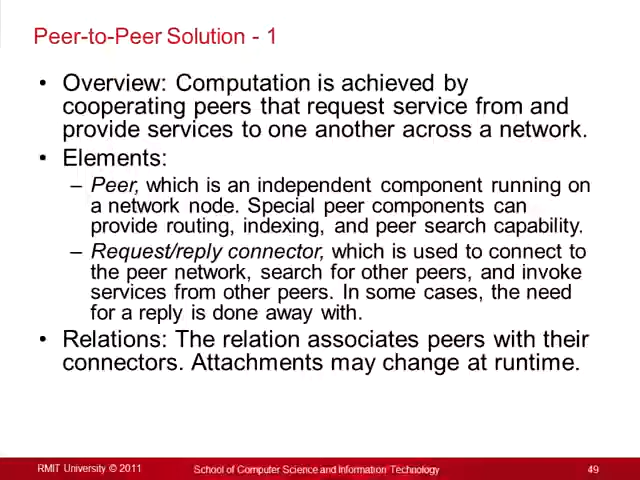 Peer-to-Peer Solution - 1
• Overview: Computation is achieved by
cooperating peers that request service from and
provide services to one another across a network.
• Elements:
– Peer, which is an independent component running on
a network node. Special peer components can
provide routing, indexing, and peer search capability.
– Request/reply connector, which is used to connect to
the peer network, search for other peers, and invoke
services from other peers. In some cases, the need
for a reply is done away with.
• Relations: The relation associates peers with their
connectors. Attachments may change at runtime.
RMIT University © 2011
School of Computer Science and Information Technology
49